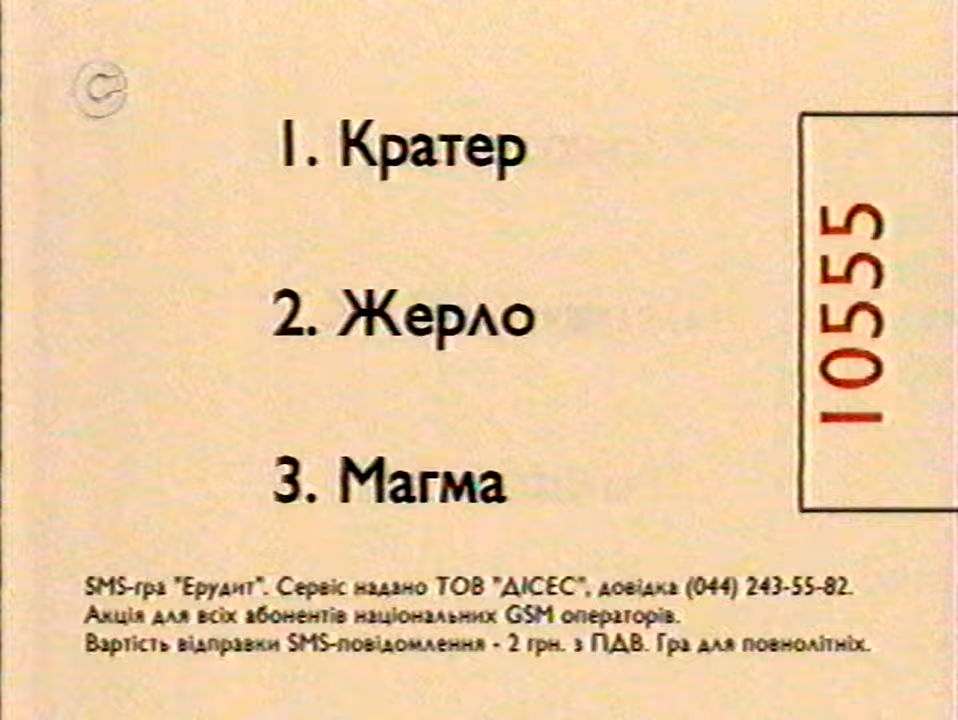 1. Кратер
2. Жерло
3. Магма
10555
SMS-гра "Ерудит". Сервіс надано ТОВ "ДІСЕС", довідка (044) 243-55-82.
Акція для всіх абонентів національних GSM операторів.
Вартість відправки SMS-повідомлення - 2 грн. з ПДВ. Гра для повнолітніх.